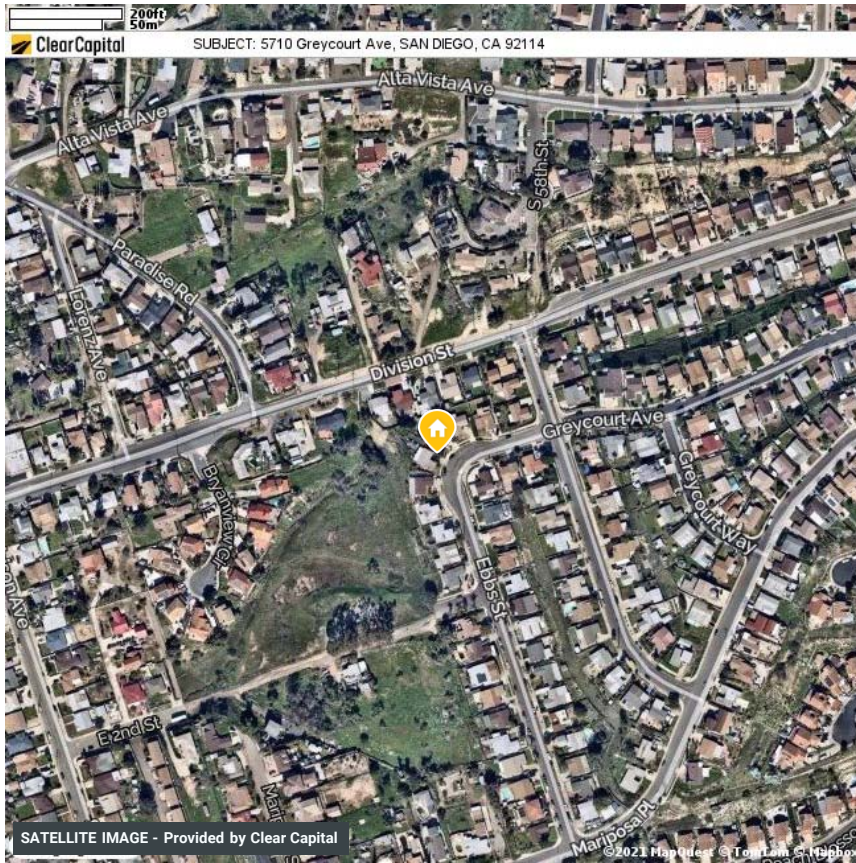 200ft
50m
ClearCapital
SUBJECT: 5710 Greycourt Ave, SAN DIEGO, CA 92114
Alta Vista Ave
Alta Vista Ave
S 58th St
Paradise Rd
Lorenz Ave
Division St
Greycourt Ave
Greycourt Way
Bryanview Cir
Ebbs St
E 2nd St
Mariposa Pl
SATELLITE IMAGE - Provided by Clear Capital
©2021 MapQuest © TomTom © Mapbox